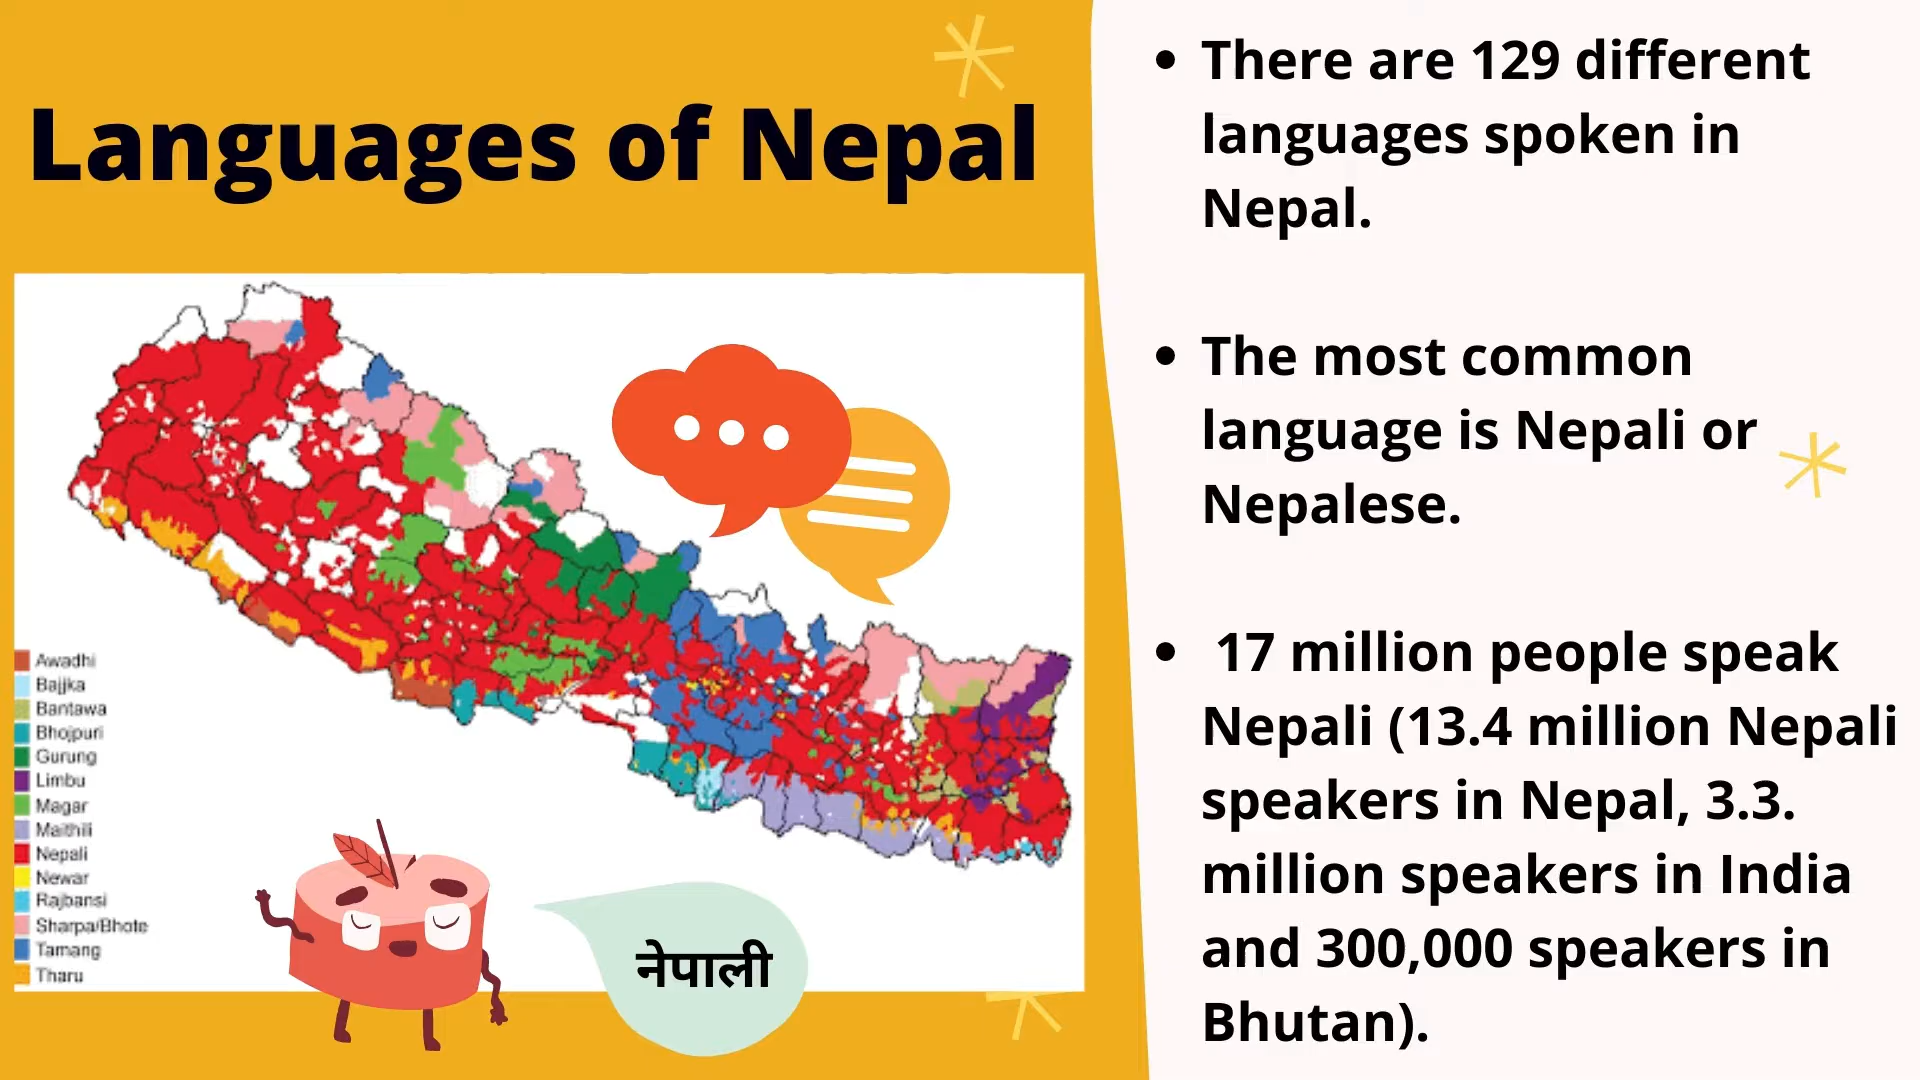 Languages of Nepal
Awadhi
Bajjka
Bantawa
Bhojpuri
Gurung
Limbu
Magar
Maithili
Nepali
Newar
Rajbansi
Sharpa/Bhote
Tamang
Tharu
नेपाली
• There are 129 different
languages spoken in
Nepal.
• The most common
language is Nepali or
Nepalese.
• 17 million people speak
Nepali (13.4 million Nepali
speakers in Nepal, 3.3.
million speakers in India
and 300,000 speakers in
Bhutan).